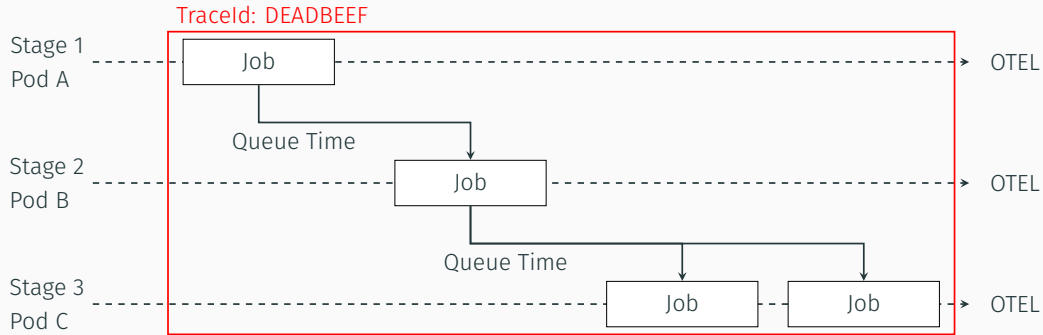 TraceId: DEADBEEF
Stage 1
Pod A
Job
OTEL
Queue Time
Stage 2
Pod B
Job
OTEL
Queue Time
Stage 3
Pod C
Job
Job
OTEL